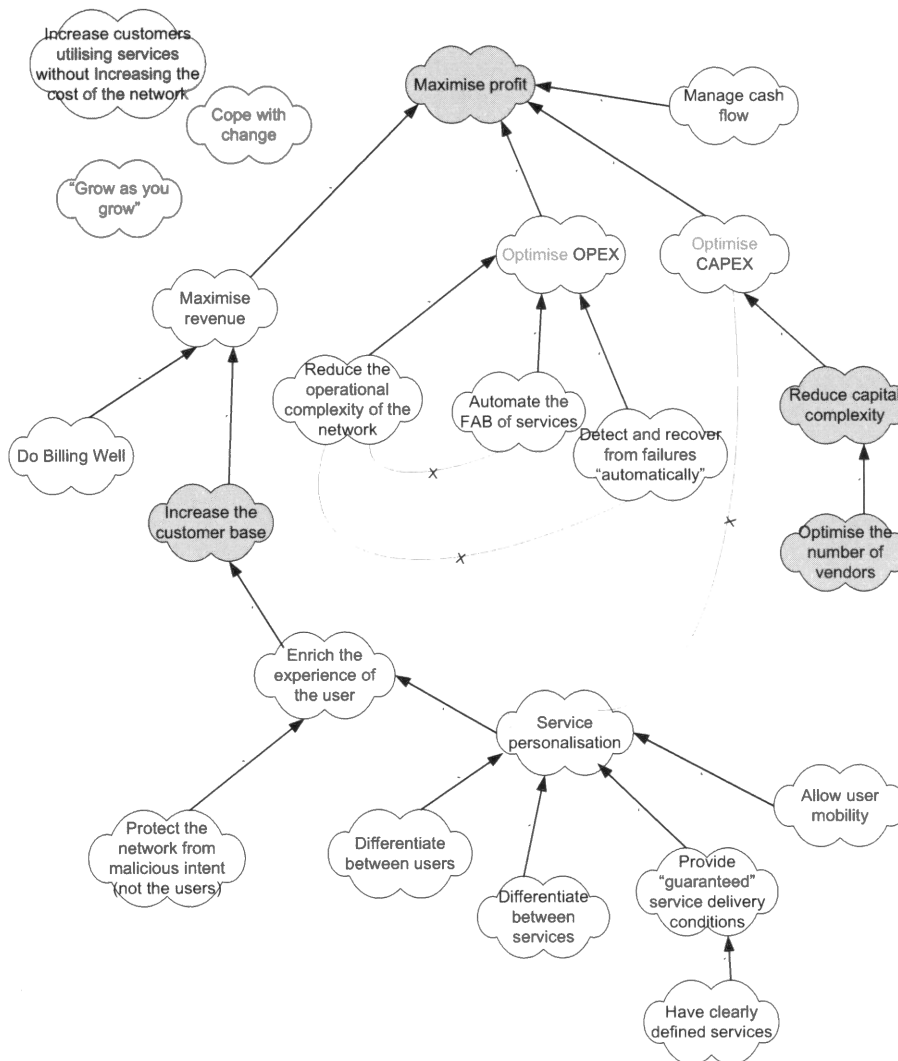 Increase customers
utilising services
without Increasing the
cost of the network
Cope with
change
"Grow as you
grow"
Maximise profit
Manage cash
flow
Optimise OPEX
Optimise
CAPEX
Maximise
revenue
Reduce the
operational
complexity of the
network
Automate the
FAB of services
Detect and recover
from failures
"automatically"
Reduce capital
complexity
Do Billing Well
Increase the
customer base
Optimise the
number of
vendors
X
X
X
Enrich the
experience of
the user
Service
personalisation
Allow user
mobility
Protect the
network from
malicious intent
(not the users)
Differentiate
between users
Differentiate
between
services
Provide
"guaranteed"
service delivery
conditions
Have clearly
defined services